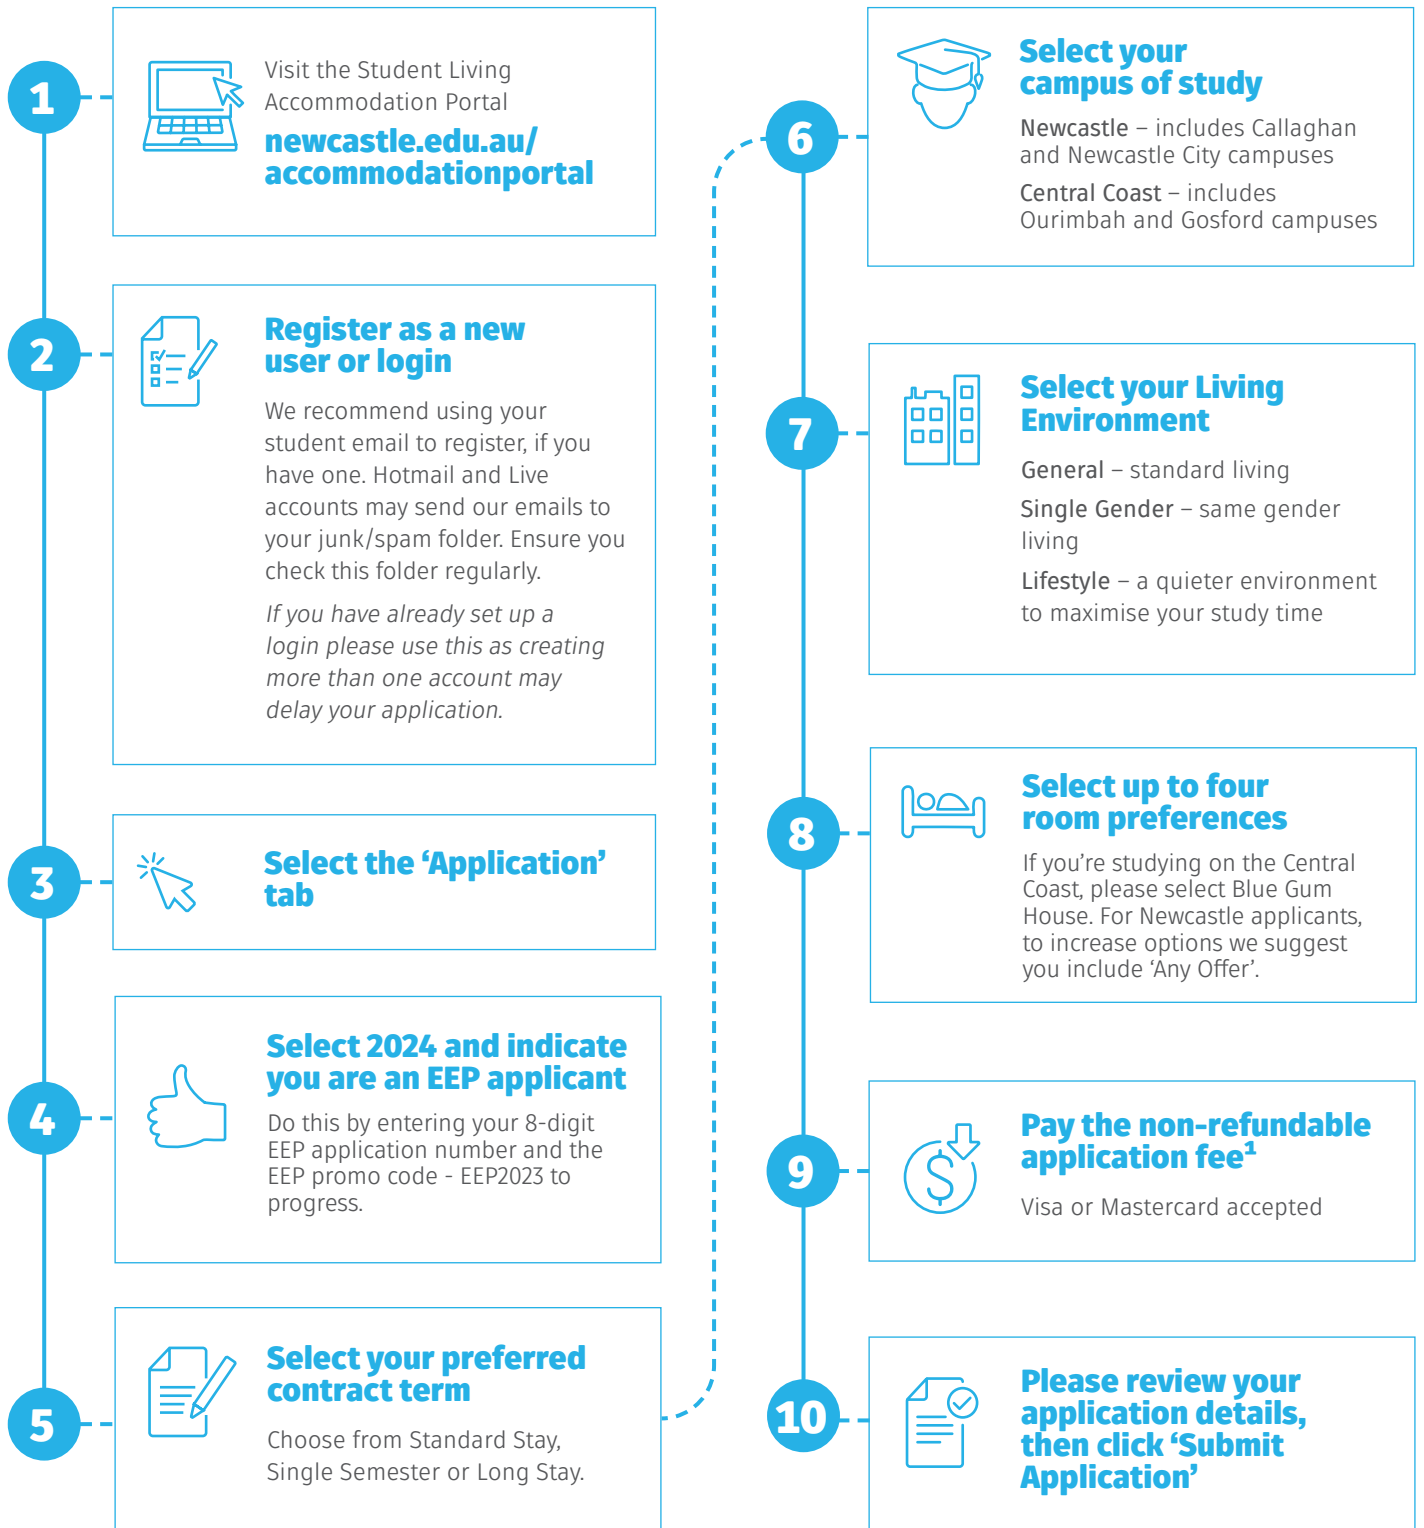 1
Visit the Student Living
Accommodation Portal
newcastle.edu.au/
accommodationportal
2
Register as a new
user or login
We recommend using your
student email to register, if you
have one. Hotmail and Live
accounts may send our emails to
your junk/spam folder. Ensure you
check this folder regularly.
If you have already set up a
login please use this as creating
more than one account may
delay your application.
3
Select the ‘Application’
tab
4
Select 2024 and indicate
you are an EEP applicant
Do this by entering your 8-digit
EEP application number and the
EEP promo code - EEP2023 to
progress.
5
Select your preferred
contract term
Choose from Standard Stay,
Single Semester or Long Stay.
6
Select your
campus of study
Newcastle – includes Callaghan
and Newcastle City campuses
Central Coast – includes
Ourimbah and Gosford campuses
7
Select your Living
Environment
General – standard living
Single Gender – same gender
living
Lifestyle – a quieter environment
to maximise your study time
8
Select up to four
room preferences
If you’re studying on the Central
Coast, please select Blue Gum
House. For Newcastle applicants,
to increase options we suggest
you include ‘Any Offer’.
9
Pay the non-refundable
application fee¹
Visa or Mastercard accepted
10
Please review your
application details,
then click ‘Submit
Application’